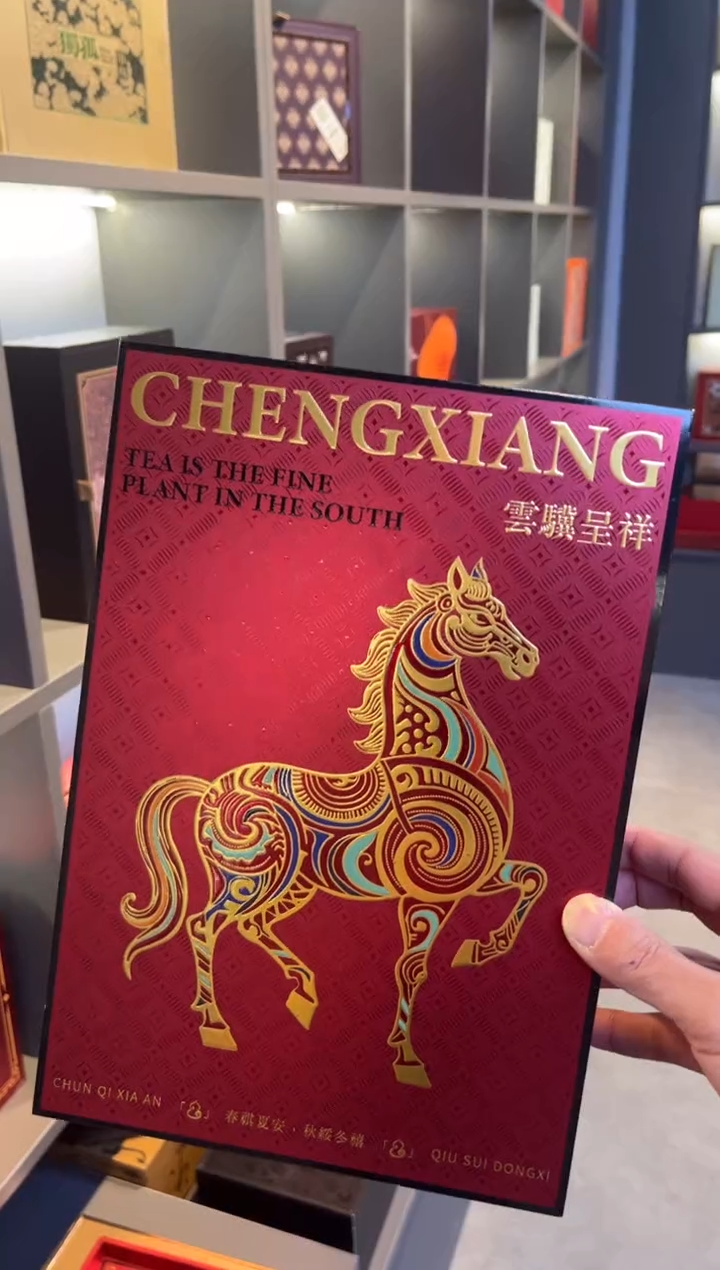 CHENGXIANG
TEA IS THE FINE
PLANT IN THE SOUTH
雲驥呈祥
CHUN QI XIA AN 「」 春祺夏安·秋綏冬禧 「」 QIU SUI DONGXI